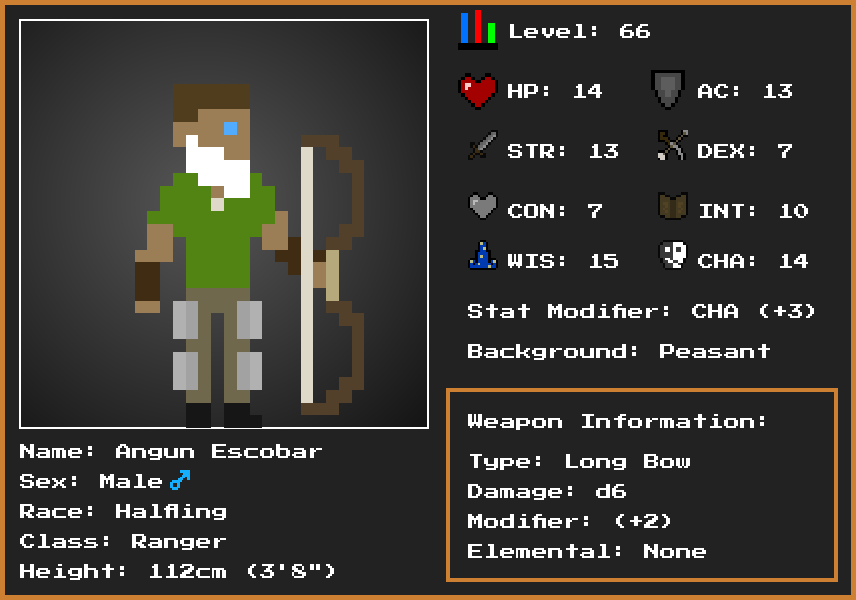 Level: 66
HP: 14
AC: 13
STR: 13
DEX: 7
CON: 7
INT: 10
WIS: 15
CHA: 14
Stat Modifier: CHA (+3)
Background: Peasant
Weapon Information:
Type: Long Bow
Damage: d6
Modifier: (+2)
Elemental: None
Name: Angun Escobar
Sex: Male ♂
Race: Halfling
Class: Ranger
Height: 112cm (3'8")